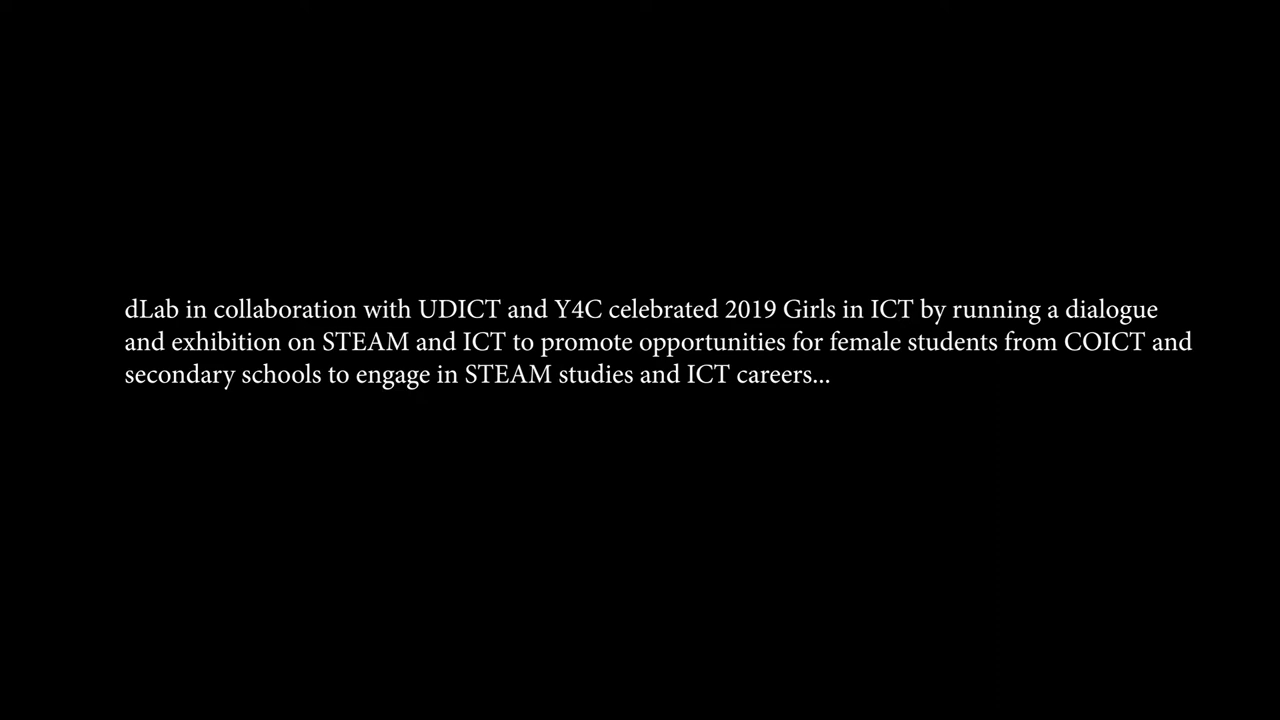 dLab in collaboration with UDICT and Y4C celebrated 2019 Girls in ICT by running a dialogue
and exhibition on STEAM and ICT to promote opportunities for female students from COICT and
secondary schools to engage in STEAM studies and ICT careers...